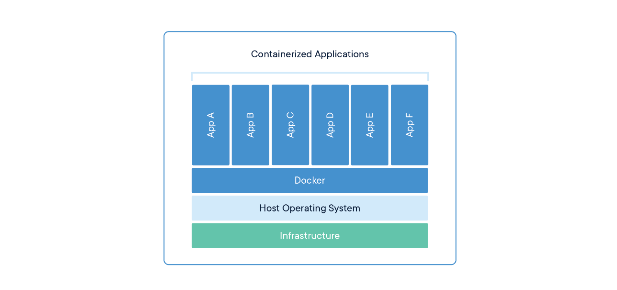 Containerized Applications
App A
App B
App C
App D
App E
App F
Docker
Host Operating System
Infrastructure